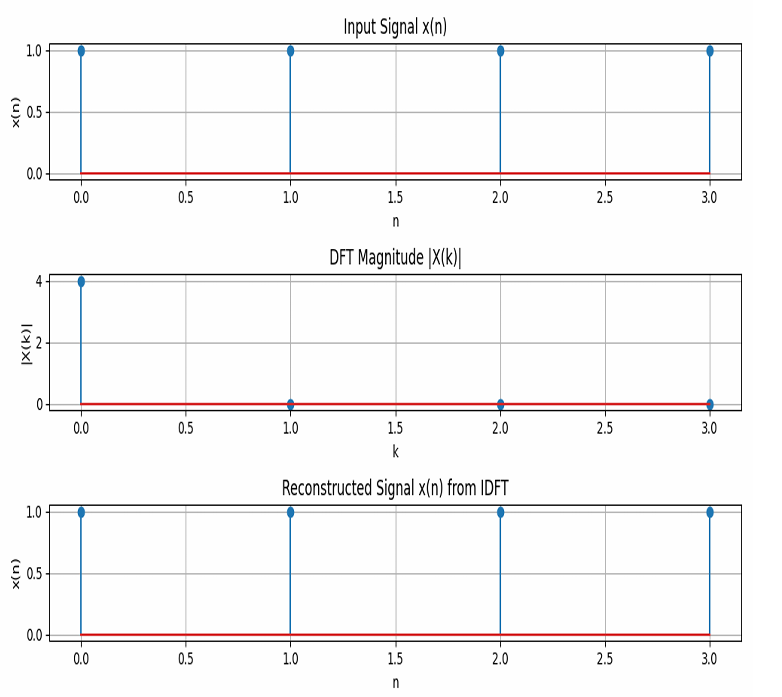 Input Signal x(n)
1.0
0.5
0.0
x(n)
0.0 0.5 1.0 1.5 2.0 2.5 3.0
n
DFT Magnitude |X(k)|
4
2
0
|X(k)|
0.0 0.5 1.0 1.5 2.0 2.5 3.0
k
Reconstructed Signal x(n) from IDFT
1.0
0.5
0.0
x(n)
0.0 0.5 1.0 1.5 2.0 2.5 3.0
n